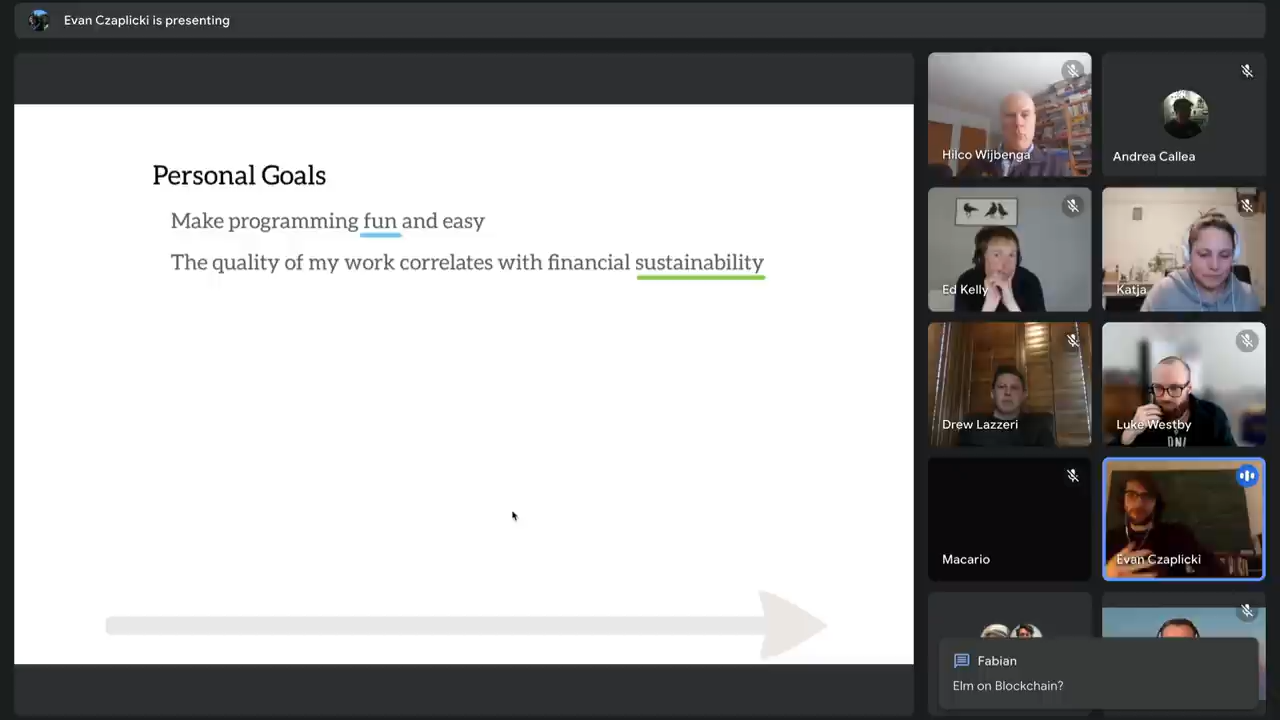 Evan Czaplicki is presenting
Personal Goals
Make programming fun and easy
The quality of my work correlates with financial sustainability
Hilco Wijbenga
Andrea Callea
Ed Kelly
Katja
Drew Lazzeri
Luke Westby
DNL
Macario
Evan Czaplicki
Fabian
Elm on Blockchain?